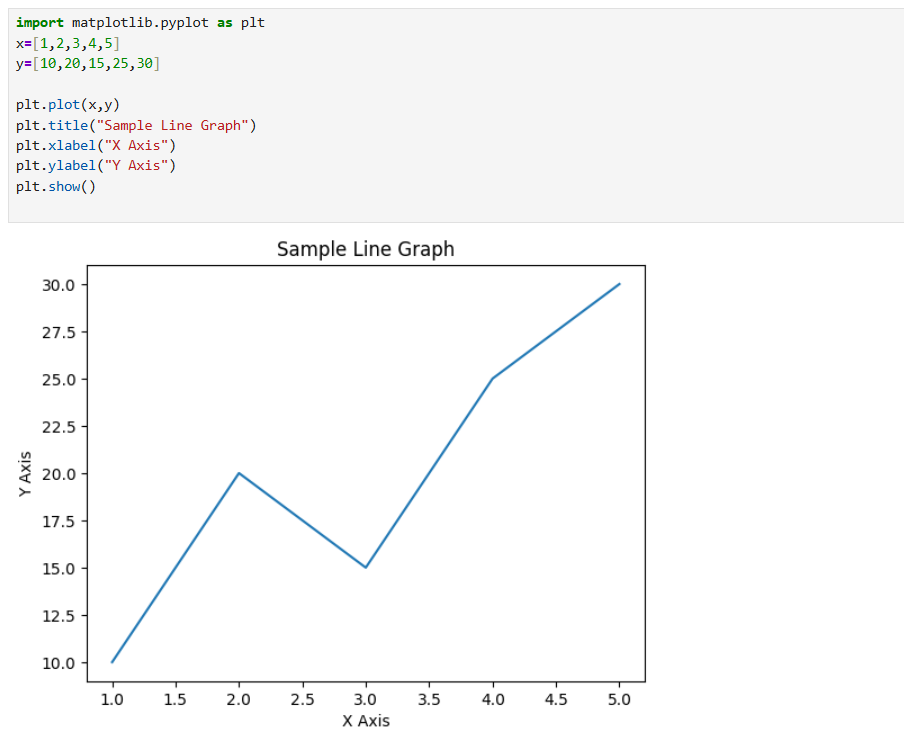 import matplotlib.pyplot as plt
x=[1,2,3,4,5]
y=[10,20,15,25,30]
plt.plot(x,y)
plt.title("Sample Line Graph")
plt.xlabel("X Axis")
plt.ylabel("Y Axis")
plt.show()
Sample Line Graph
30.0
27.5
25.0
22.5
20.0
17.5
15.0
12.5
10.0
Y Axis
1.0 1.5 2.0 2.5 3.0 3.5 4.0 4.5 5.0
X Axis